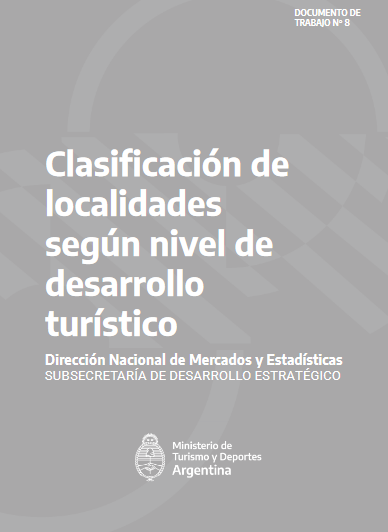 DOCUMENTO DE
TRABAJO Nº 8
Clasificación de
localidades
según nivel de
desarrollo
turístico
Dirección Nacional de Mercados y Estadísticas
SUBSECRETARÍA DE DESARROLLO ESTRATÉGICO
Ministerio de
Turismo y Deportes
Argentina